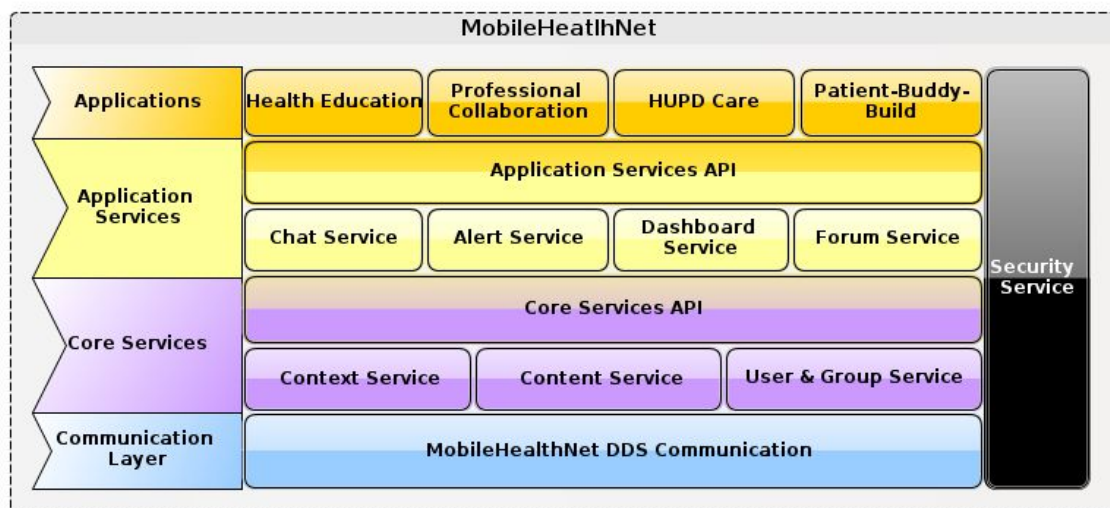 MobileHeatlhNet
Applications
Health Education
Professional
Collaboration
HUPD Care
Patient-Buddy-
Build
Application
Services
Application Services API
Chat Service
Alert Service
Dashboard
Service
Forum Service
Security
Service
Core Services
Core Services API
Context Service
Content Service
User & Group Service
Communication
Layer
MobileHealthNet DDS Communication